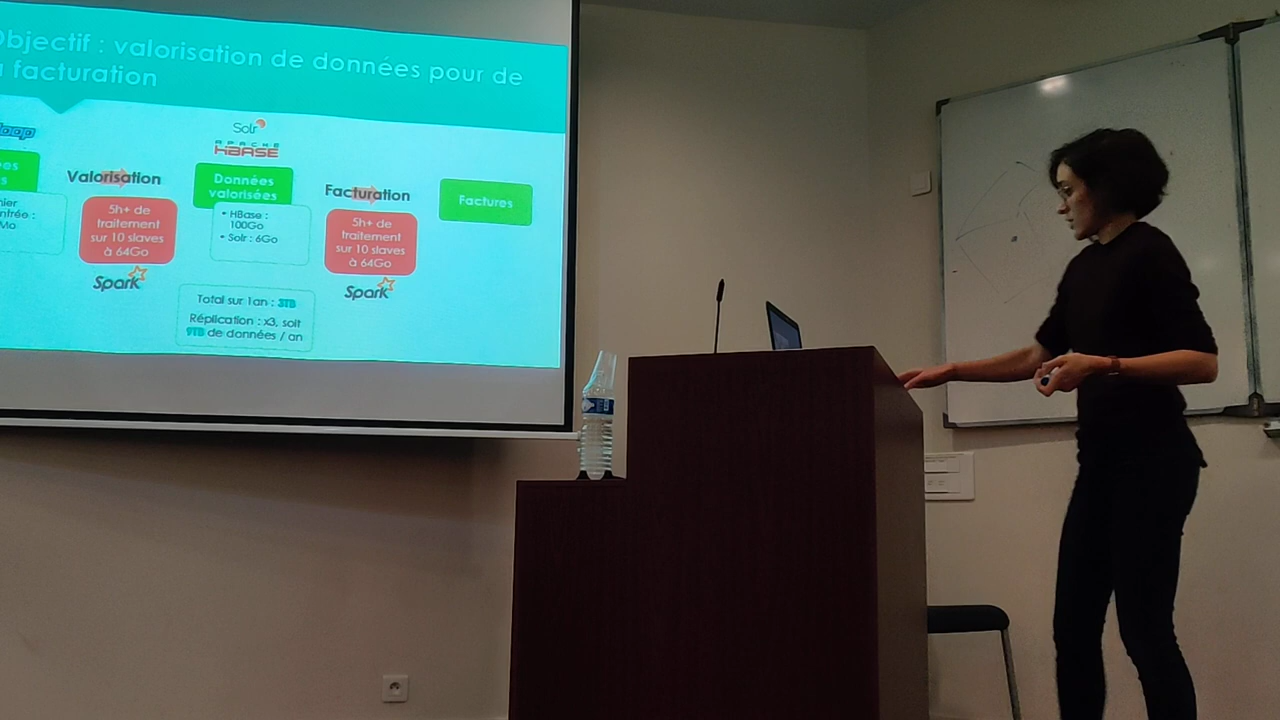 Objectif : valorisation de données pour de
facturation
Solr
APACHE
HBASE
Valorisation
Données
valorisées
Facturation
Factures
5h+ de
traitement
sur 10 slaves
à 64Go
• HBase :
100Go
• Solr : 6Go
5h+ de
traitement
sur 10 slaves
à 64Go
Spark
Spark
Total sur 1an : 3TB
Réplication : x3, soit
9TB de données / an